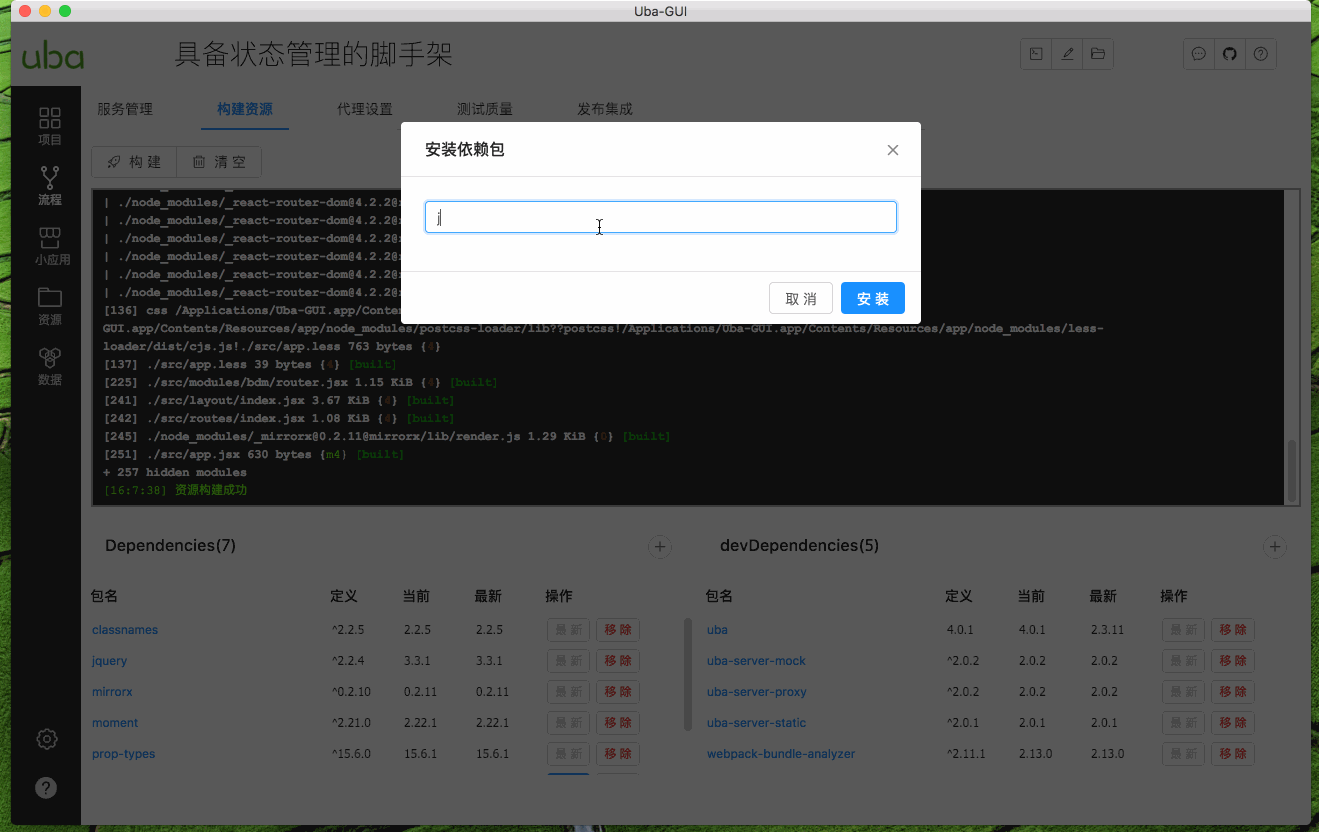 Uba-GUI
uba
具备状态管理的脚手架
项目
流程
小应用
资源
数据
服务管理
构建资源
代理设置
测试质量
发布集成
构 建
清 空
安装依赖包
j
取 消
安 装
| ./node_modules/_react-router-dom@4.2.2@
| ./node_modules/_react-router-dom@4.2.2@
| ./node_modules/_react-router-dom@4.2.2@
| ./node_modules/_react-router-dom@4.2.2@
| ./node_modules/_react-router-dom@4.2.2@
| ./node_modules/_react-router-dom@4.2.2@
[136] css /Applications/Uba-GUI.app/Conte
GUI.app/Contents/Resources/app/node_modules/postcss-loader/lib??postcss!/Applications/Uba-GUI.app/Contents/Resources/app/node_modules/less-
loader/dist/cjs.js!./src/app.less 763 bytes {4}
[137] ./src/app.less 39 bytes {4} [built]
[225] ./src/modules/bdm/router.jsx 1.15 KiB {4} [built]
[241] ./src/layout/index.jsx 3.67 KiB {4} [built]
[242] ./src/routes/index.jsx 1.08 KiB {4} [built]
[245] ./node_modules/_mirrorx@0.2.11@mirrorx/lib/render.js 1.29 KiB {0} [built]
[251] ./src/app.jsx 630 bytes {m4} [built]
+ 257 hidden modules
[16:7:38] 资源构建成功
Dependencies(7)
包名 定义 当前 最新 操作
classnames ^2.2.5 2.2.5 2.2.5 最 新 移 除
jquery ^2.2.4 3.3.1 3.3.1 最 新 移 除
mirrorx ^0.2.10 0.2.11 0.2.11 最 新 移 除
moment ^2.21.0 2.22.1 2.22.1 最 新 移 除
prop-types ^15.6.0 15.6.1 15.6.1 最 新 移 除
devDependencies(5)
包名 定义 当前 最新 操作
uba 4.0.1 4.0.1 2.3.11 最 新 移 除
uba-server-mock ^2.0.2 2.0.2 2.0.2 最 新 移 除
uba-server-proxy ^2.0.2 2.0.2 2.0.2 最 新 移 除
uba-server-static ^2.0.1 2.0.1 2.0.1 最 新 移 除
webpack-bundle-analyzer ^2.11.1 2.13.0 2.13.0 最 新 移 除